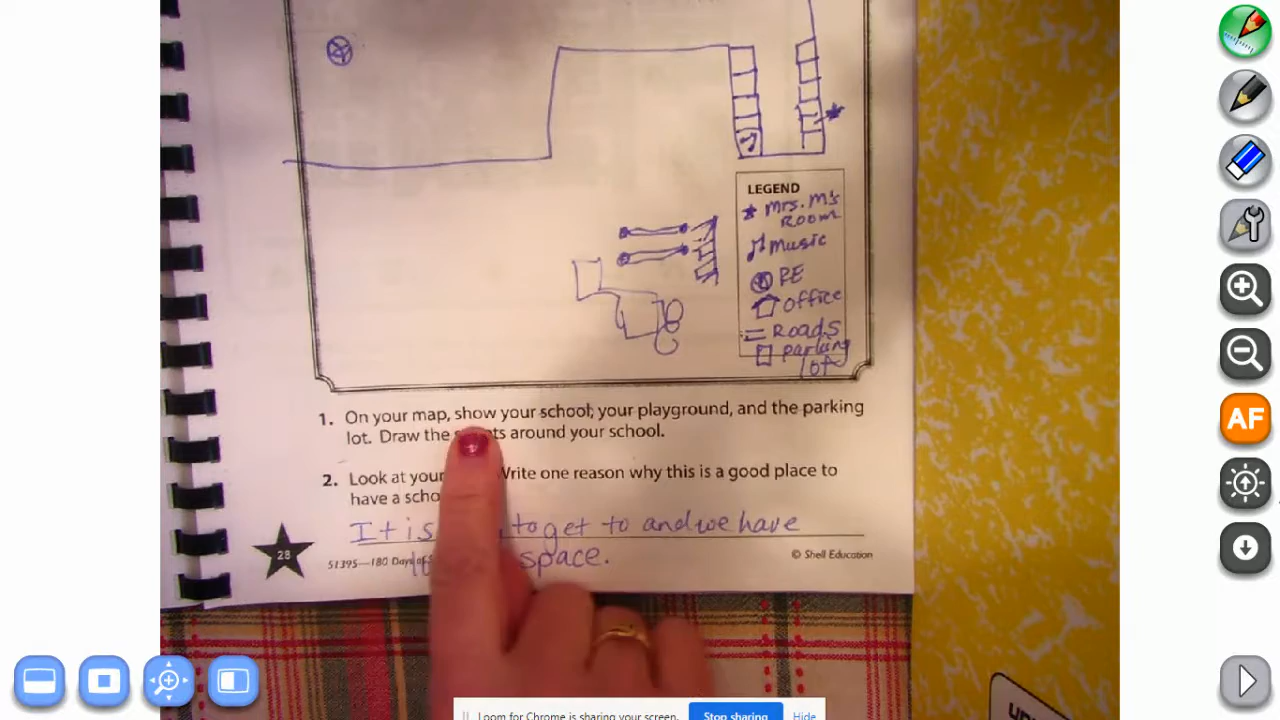 LEGEND
Mrs. M's
Room
Music
PE
Office
Roads
parking
lot
1. On your map, show your school, your playground, and the parking
lot. Draw the around your school.
2. Look at your Write one reason why this is a good place to
have a
It is to get to and we have
space.
28
51395—180 Days of
© Shell Education
AF
Loom for Chrome is sharing your screen.
Stop sharing
Hide